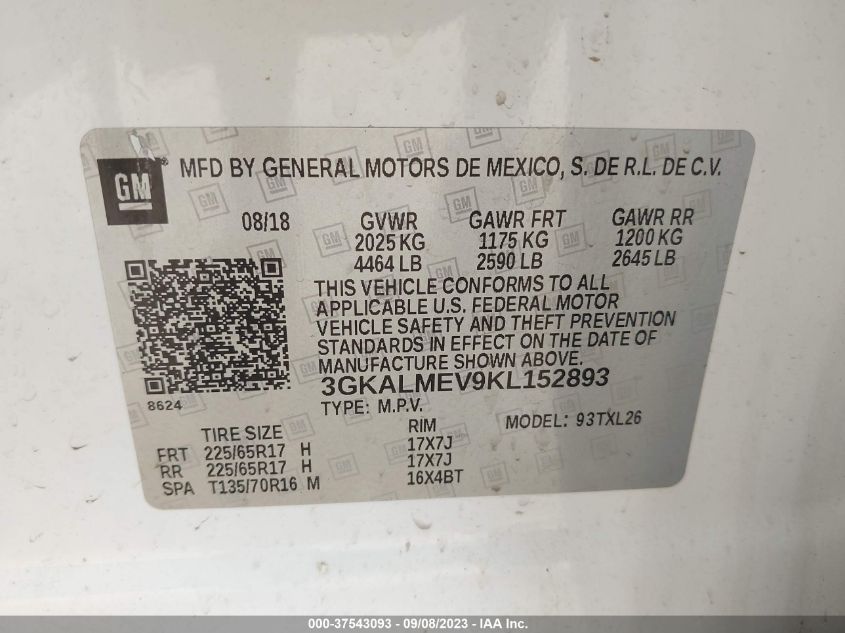 GM ® MFD BY GENERAL MOTORS DE MEXICO, S. DE R.L. DE C.V.
08/18 GVWR GAWR FRT GAWR RR
2025 KG 1175 KG 1200 KG
4464 LB 2590 LB 2645 LB
THIS VEHICLE CONFORMS TO ALL
APPLICABLE U.S. FEDERAL MOTOR
VEHICLE SAFETY AND THEFT PREVENTION
STANDARDS IN EFFECT ON THE DATE OF
MANUFACTURE SHOWN ABOVE.
3GKALMEV9KL152893
8624 TYPE: M.P.V. MODEL: 93TXL26
TIRE SIZE RIM
FRT 225/65R17 H 17X7J
RR 225/65R17 H 17X7J
SPA T135/70R16 M 16X4BT
000-37543093 - 09/08/2023 - IAA Inc.